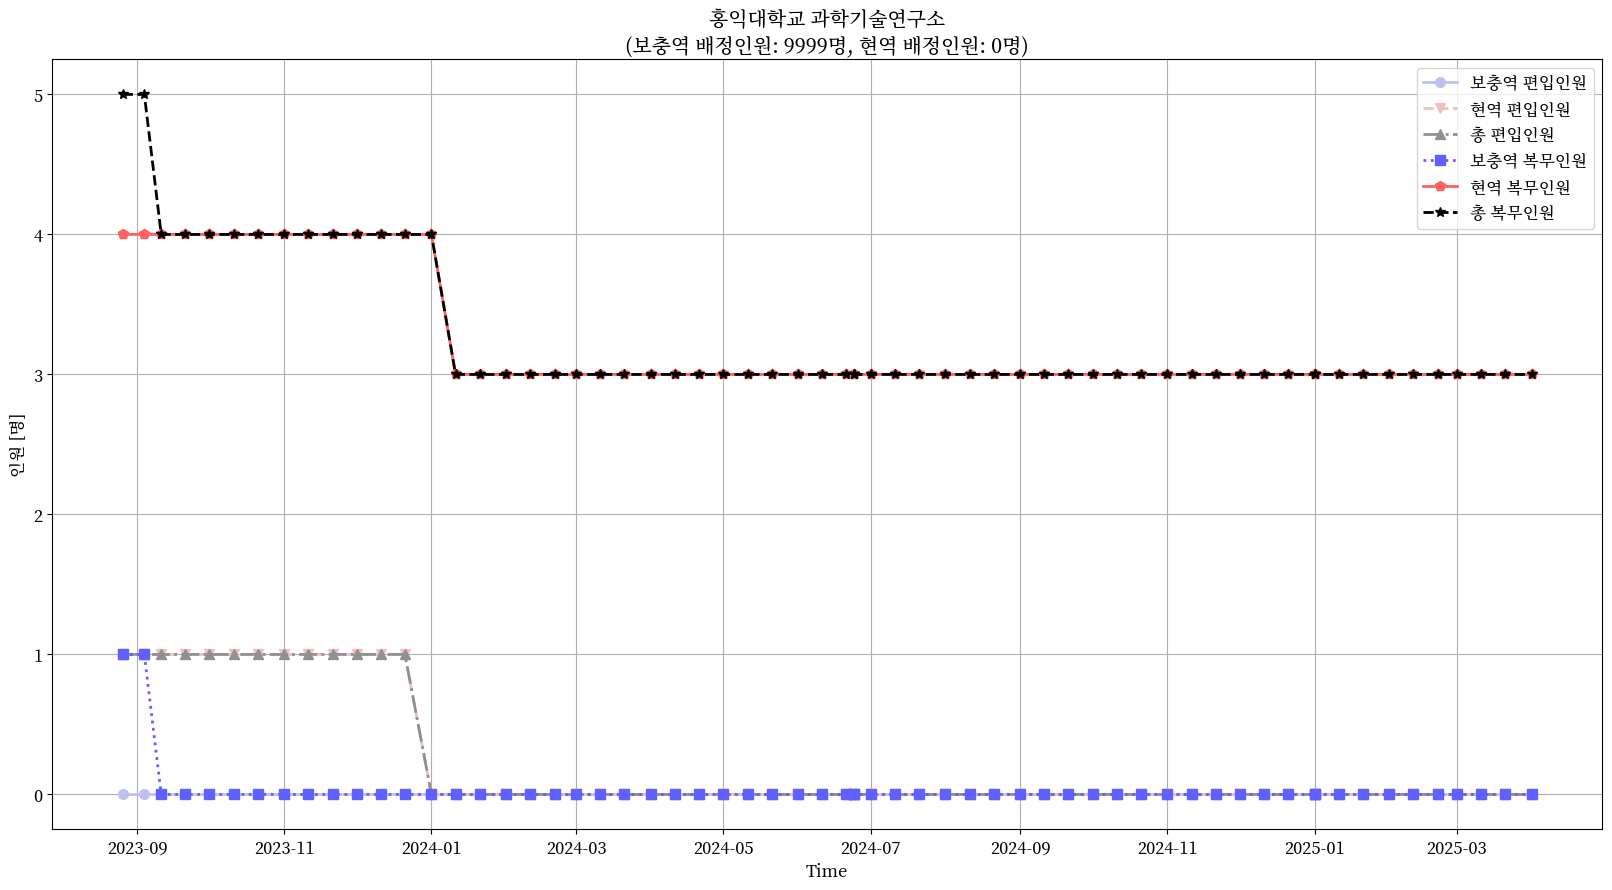 홍익대학교 과학기술연구소
(보충역 배정인원: 9999명, 현역 배정인원: 0명)
보충역 편입인원
현역 편입인원
총 편입인원
보충역 복무인원
현역 복무인원
총 복무인원
인원 [명]
5
4
3
2
1
0
2023-09 2023-11 2024-01 2024-03 2024-05 2024-07 2024-09 2024-11 2025-01 2025-03
Time